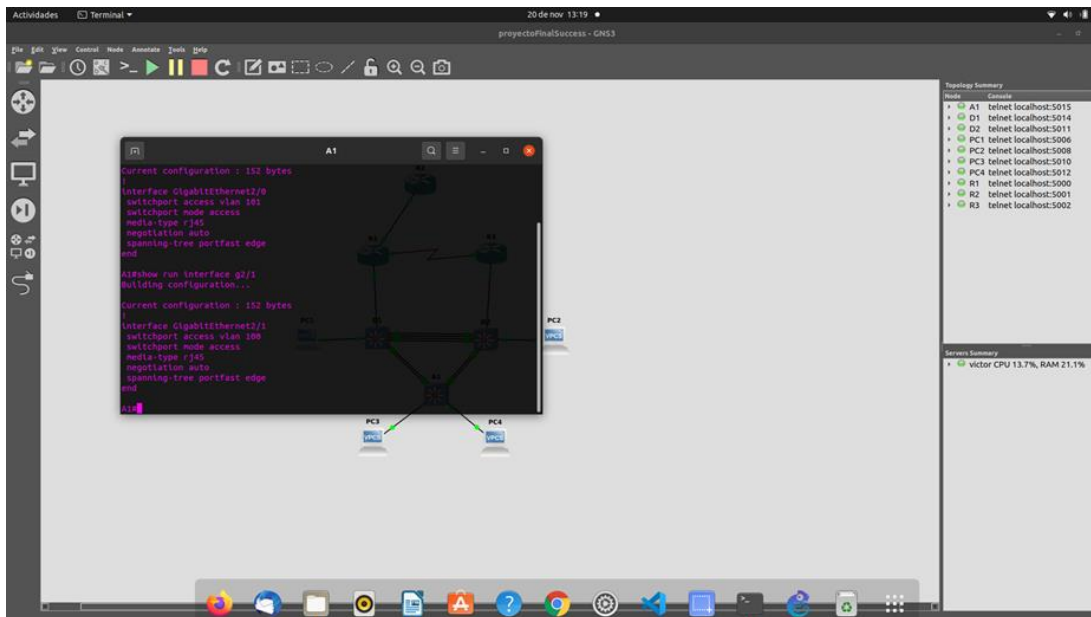 Actividades
Terminal
20 de nov 13:19
proyectoFinalSuccess - GNS3
File Edit View Control Node Annotate Tools Help
A1
Current configuration : 152 bytes
!
interface GigabitEthernet2/0
switchport access vlan 101
switchport mode access
media-type rj45
negotiation auto
spanning-tree portfast edge
end
A1#show run interface g2/1
Building configuration...
Current configuration : 152 bytes
!
interface GigabitEthernet2/1
switchport access vlan 100
switchport mode access
media-type rj45
negotiation auto
spanning-tree portfast edge
end
A1#
PC2
VPCS
PC3
VPCS
PC4
VPCS
Topology Summary
Node Console
A1 telnet localhost:5015
D1 telnet localhost:5014
D2 telnet localhost:5011
PC1 telnet localhost:5006
PC2 telnet localhost:5008
PC3 telnet localhost:5010
PC4 telnet localhost:5012
R1 telnet localhost:5000
R2 telnet localhost:5001
R3 telnet localhost:5002
Servers Summary
victor CPU 13.7%, RAM 21.1%